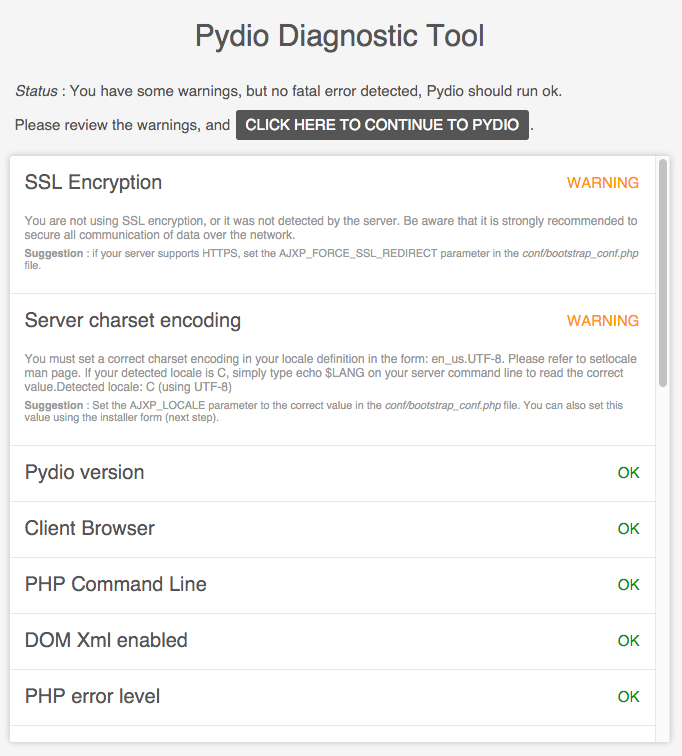 Pydio Diagnostic Tool
Status : You have some warnings, but no fatal error detected, Pydio should run ok.
Please review the warnings, and CLICK HERE TO CONTINUE TO PYDIO .
SSL Encryption WARNING
You are not using SSL encryption, or it was not detected by the server. Be aware that it is strongly recommended to
secure all communication of data over the network.
Suggestion : if your server supports HTTPS, set the AJXP_FORCE_SSL_REDIRECT parameter in the conf/bootstrap_conf.php
file.
Server charset encoding WARNING
You must set a correct charset encoding in your locale definition in the form: en_us.UTF-8. Please refer to setlocale
man page. If your detected locale is C, simply type echo $LANG on your server command line to read the correct
value.Detected locale: C (using UTF-8)
Suggestion : Set the AJXP_LOCALE parameter to the correct value in the conf/bootstrap_conf.php file. You can also set this
value using the installer form (next step).
Pydio version OK
Client Browser OK
PHP Command Line OK
DOM Xml enabled OK
PHP error level OK